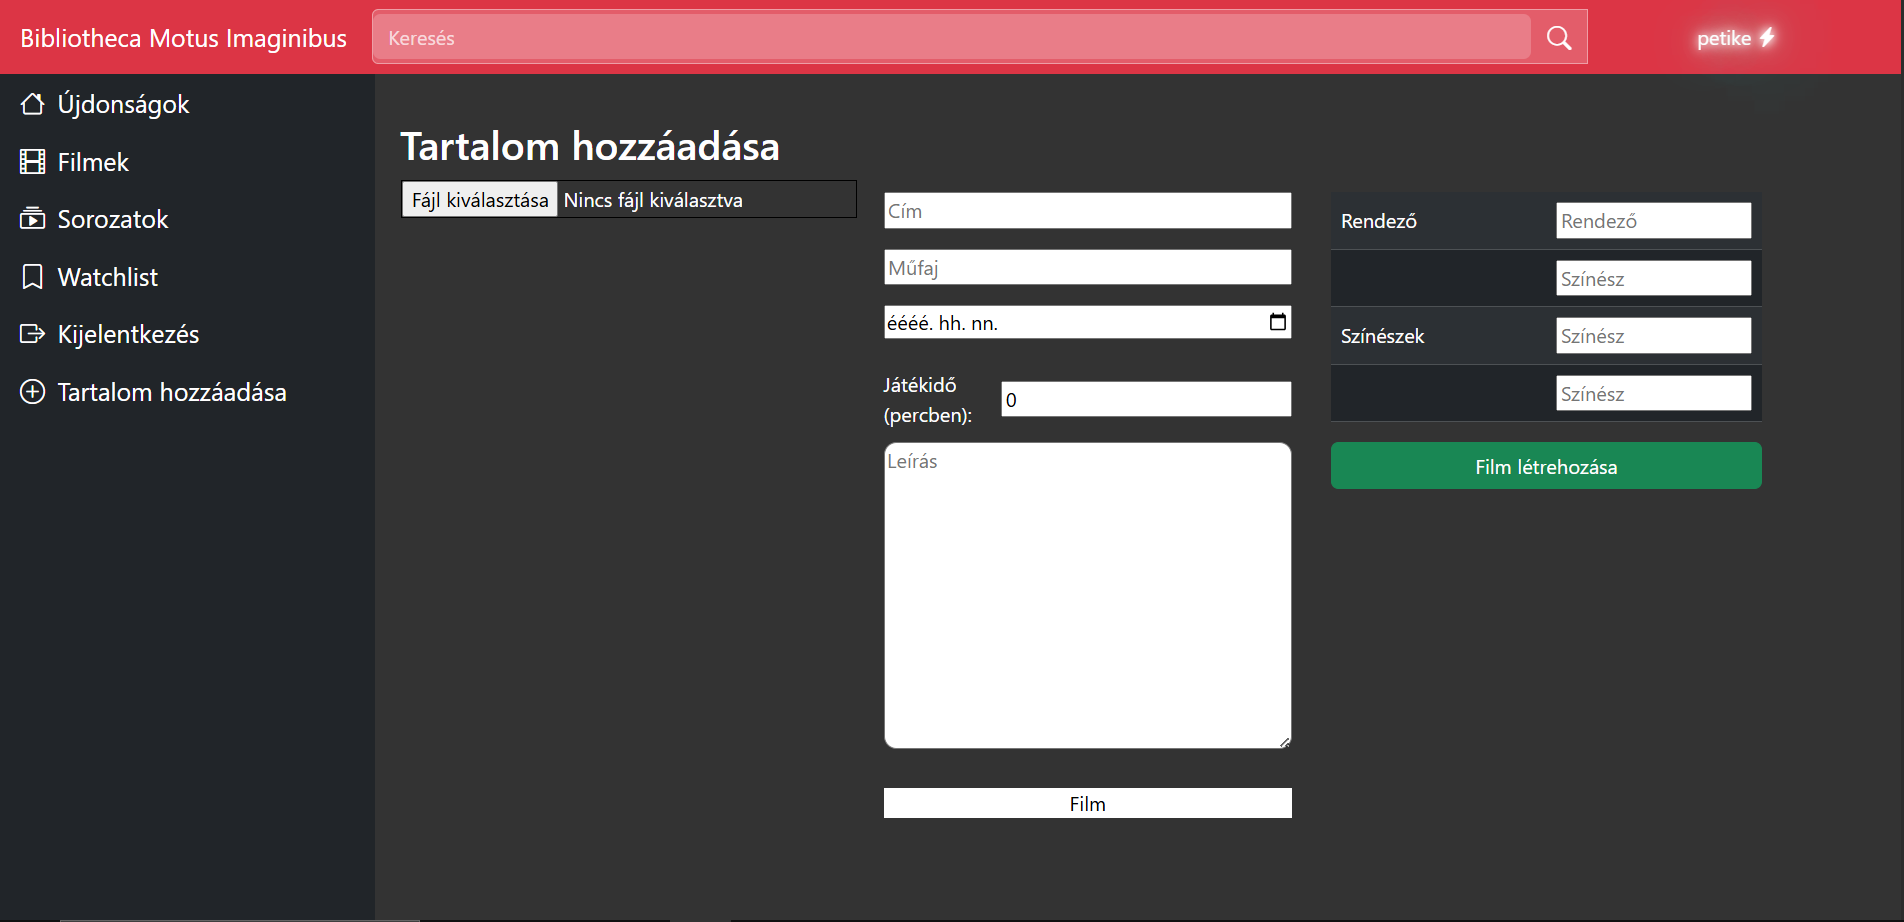 Bibliotheca Motus Imaginibus
Keresés
petike
Újdonságok
Filmek
Sorozatok
Watchlist
Kijelentkezés
Tartalom hozzáadása
Tartalom hozzáadása
Fájl kiválasztása Nincs fájl kiválasztva
Cím
Műfaj
éééé. hh. nn.
Játékidő
(percben):
0
Leírás
Film
Rendező Rendező
Színész
Színészek Színész
Színész
Film létrehozása